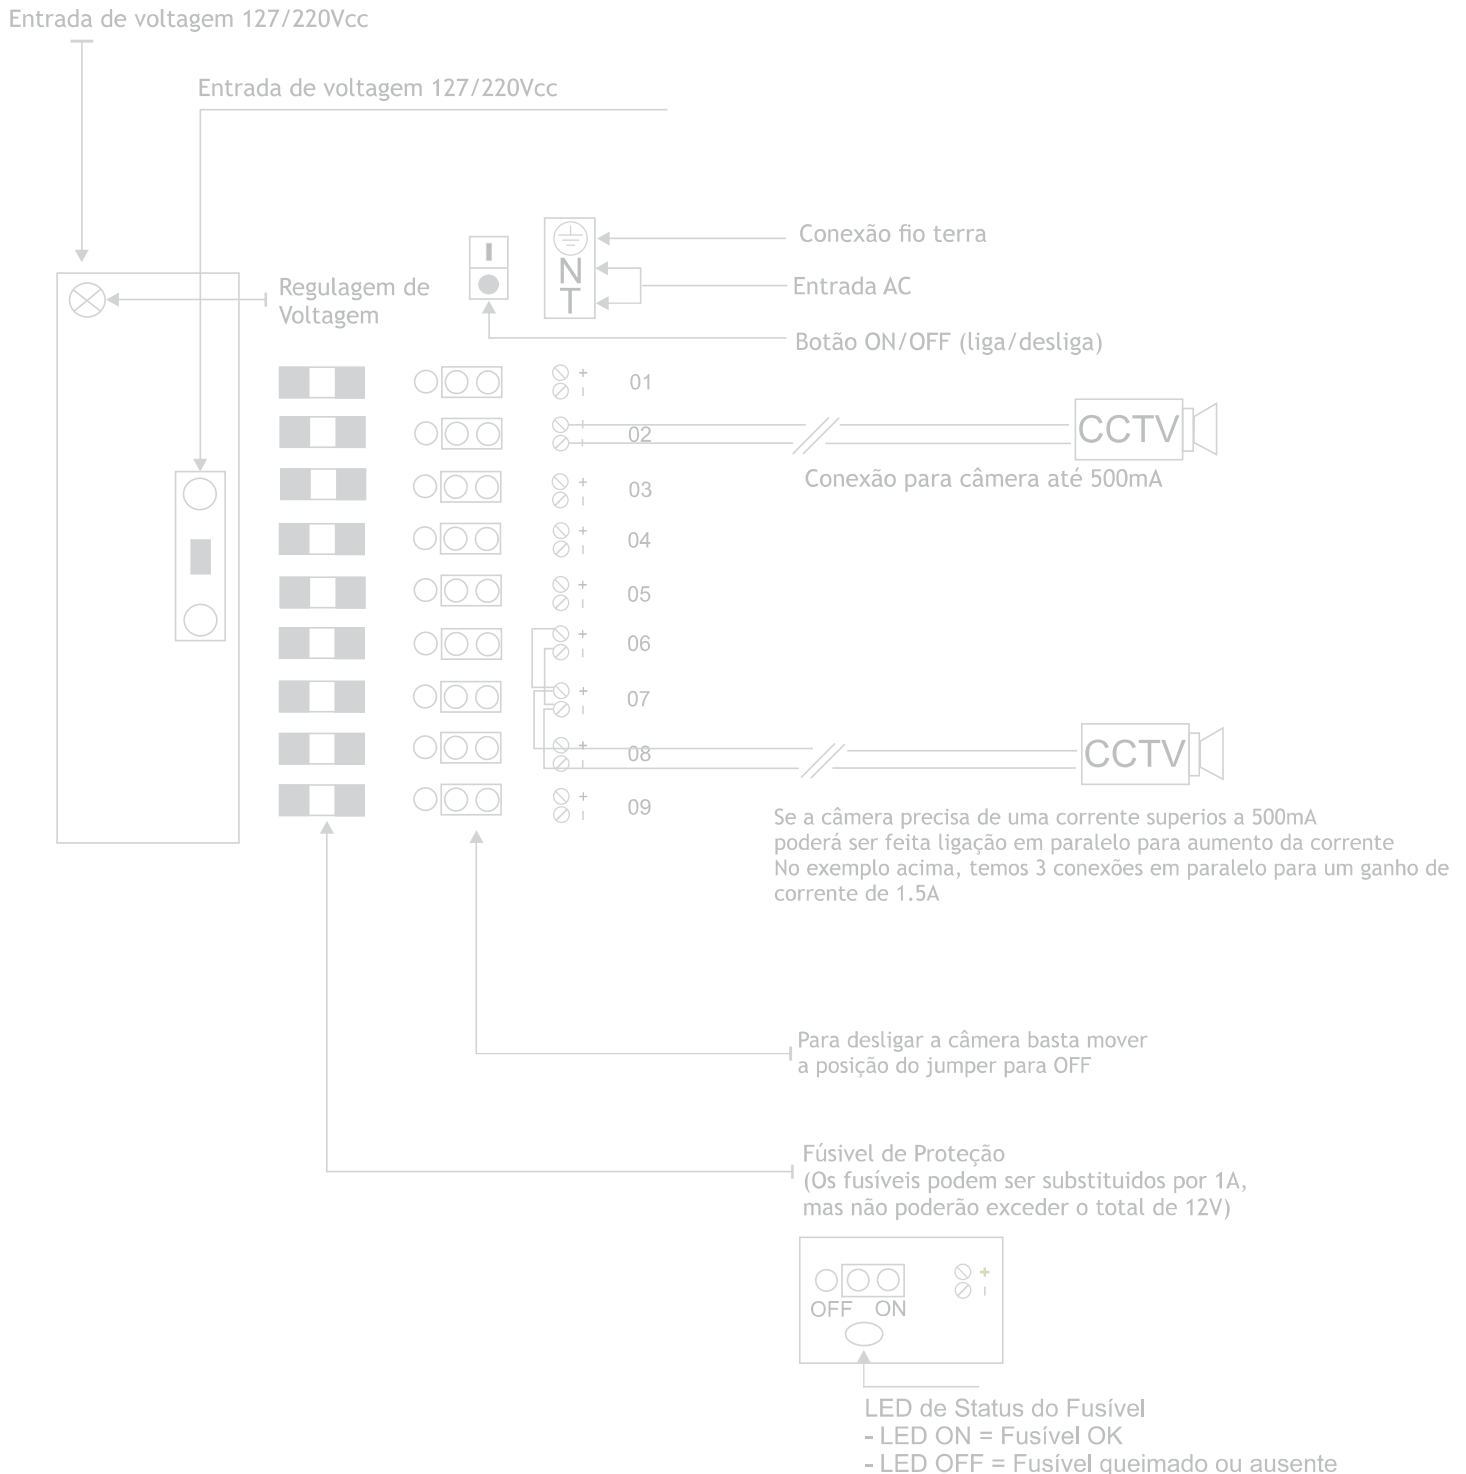 Entrada de voltagem 127/220Vcc
Entrada de voltagem 127/220Vcc
Conexão fio terra
N
T
Entrada AC
Regulagem de
Voltagem
I
Botão ON/OFF (liga/desliga)
+
-
01
02
CCTV
Conexão para câmera até 500mA
+
-
03
+
-
04
+
-
05
+
-
06
+
-
07
+
-
08
CCTV
+
-
09
Se a câmera precisa de uma corrente superios a 500mA
poderá ser feita ligação em paralelo para aumento da corrente
No exemplo acima, temos 3 conexões em paralelo para um ganho de
corrente de 1.5A
Para desligar a câmera basta mover
a posição do jumper para OFF
Fúsivel de Proteção
(Os fusíveis podem ser substituidos por 1A,
mas não poderão exceder o total de 12V)
+
-
OFF ON
LED de Status do Fusível
- LED ON = Fusível OK
- LED OFF = Fusível queimado ou ausente